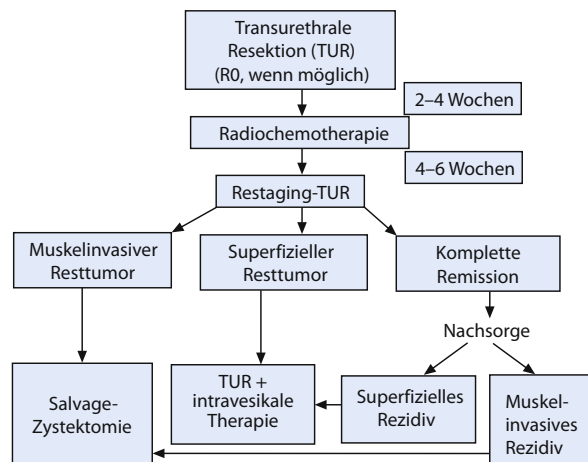 Transurethrale
Resektion (TUR)
(R0, wenn möglich)
2–4 Wochen
Radiochemotherapie
4–6 Wochen
Restaging-TUR
Muskelinvasiver
Resttumor
Superfizieller
Resttumor
Komplette
Remission
Nachsorge
Salvage-
Zystektomie
TUR +
intravesikale
Therapie
Superfizielles
Rezidiv
Muskel-
invasives
Rezidiv